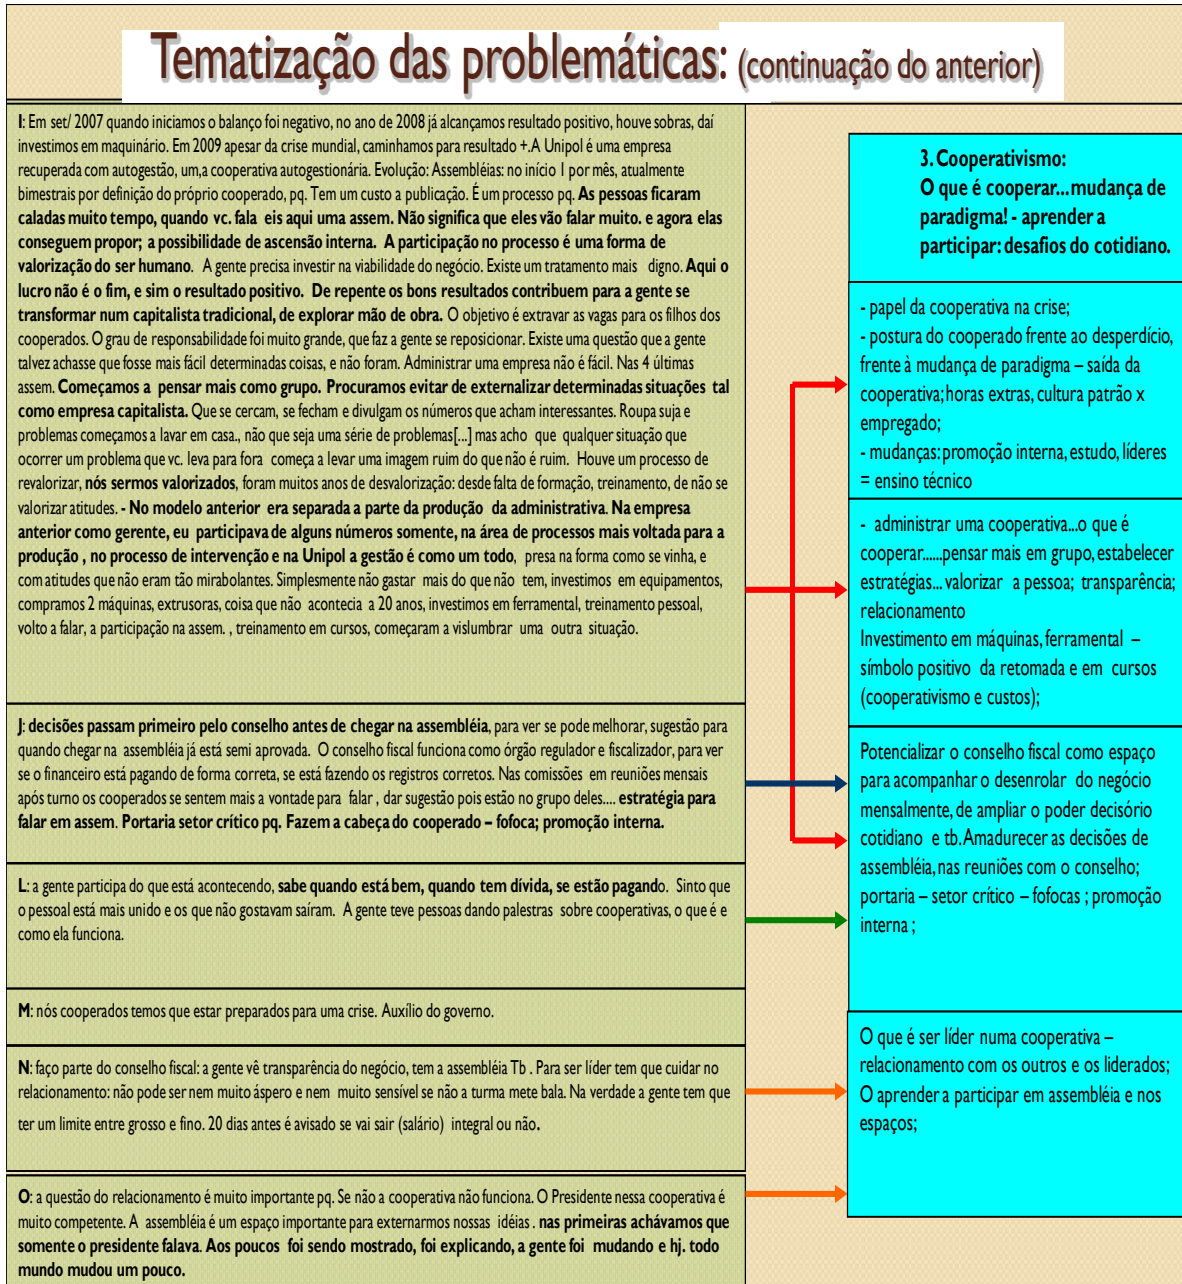 Tematização das problemáticas: (continuação do anterior)
I: Em set/ 2007 quando iniciamos o balanço foi negativo, no ano de 2008 já alcançamos resultado positivo, houve sobras, daí
investimos em maquinário. Em 2009 apesar da crise mundial, caminhamos para resultado +.A Unipol é uma empresa
recuperada com autogestão, um,a cooperativa autogestionária. Evolução: Assembléias: no início 1 por mês, atualmente
bimestrais por definição do próprio cooperado, pq. Tem um custo a publicação. É um processo pq. As pessoas ficaram
caladas muito tempo, quando vc. fala eis aqui uma assem. Não significa que eles vão falar muito. e agora elas
conseguem propor; a possibilidade de ascensão interna. A participação no processo é uma forma de
valorização do ser humano. A gente precisa investir na viabilidade do negócio. Existe um tratamento mais digno. Aqui o
lucro não é o fim, e sim o resultado positivo. De repente os bons resultados contribuem para a gente se
transformar num capitalista tradicional, de explorar mão de obra. O objetivo é extravar as vagas para os filhos dos
cooperados. O grau de responsabilidade foi muito grande, que faz a gente se reposicionar. Existe uma questão que a gente
talvez achasse que fosse mais fácil determinadas coisas, e não foram. Administrar uma empresa não é fácil. Nas 4 últimas
assem. Começamos a pensar mais como grupo. Procuramos evitar de externalizar determinadas situações tal
como empresa capitalista. Que se cercam, se fecham e divulgam os números que acham interessantes. Roupa suja e
problemas começamos a lavar em casa., não que seja uma série de problemas[...] mas acho que qualquer situação que
ocorrer um problema que vc. leva para fora começa a levar uma imagem ruim do que não é ruim. Houve um processo de
revalorizar, nós sermos valorizados, foram muitos anos de desvalorização: desde falta de formação, treinamento, de não se
valorizar atitudes. - No modelo anterior era separada a parte da produção da administrativa. Na empresa
anterior como gerente, eu participava de alguns números somente, na área de processos mais voltada para a
produção , no processo de intervenção e na Unipol a gestão é como um todo, presa na forma como se vinha, e
com atitudes que não eram tão mirabolantes. Simplesmente não gastar mais do que não tem, investimos em equipamentos,
compramos 2 máquinas, extrusoras, coisa que não acontecia a 20 anos, investimos em ferramental, treinamento pessoal,
volto a falar, a participação na assem. , treinamento em cursos, começaram a vislumbrar uma outra situação.
J: decisões passam primeiro pelo conselho antes de chegar na assembléia, para ver se pode melhorar, sugestão para
quando chegar na assembléia já está semi aprovada. O conselho fiscal funciona como órgão regulador e fiscalizador, para ver
se o financeiro está pagando de forma correta, se está fazendo os registros corretos. Nas comissões em reuniões mensais
após turno os cooperados se sentem mais a vontade para falar , dar sugestão pois estão no grupo deles.... estratégia para
falar em assem. Portaria setor crítico pq. Fazem a cabeça do cooperado – fofoca; promoção interna.
L: a gente participa do que está acontecendo, sabe quando está bem, quando tem dívida, se estão pagando. Sinto que
o pessoal está mais unido e os que não gostavam saíram. A gente teve pessoas dando palestras sobre cooperativas, o que é e
como ela funciona.
M: nós cooperados temos que estar preparados para uma crise. Auxílio do governo.
N: faço parte do conselho fiscal: a gente vê transparência do negócio, tem a assembléia Tb . Para ser líder tem que cuidar no
relacionamento: não pode ser nem muito áspero e nem muito sensível se não a turma mete bala. Na verdade a gente tem que
ter um limite entre grosso e fino. 20 dias antes é avisado se vai sair (salário) integral ou não.
O: a questão do relacionamento é muito importante pq. Se não a cooperativa não funciona. O Presidente nessa cooperativa é
muito competente. A assembléia é um espaço importante para externarmos nossas idéias . nas primeiras achávamos que
somente o presidente falava. Aos poucos foi sendo mostrado, foi explicando, a gente foi mudando e hj. todo
mundo mudou um pouco.
3. Cooperativismo:
O que é cooperar...mudança de
paradigma! - aprender a
participar: desafios do cotidiano.
- papel da cooperativa na crise;
- postura do cooperado frente ao desperdício,
frente à mudança de paradigma – saída da
cooperativa; horas extras, cultura patrão x
empregado;
- mudanças: promoção interna, estudo, líderes
= ensino técnico
- administrar uma cooperativa...o que é
cooperar......pensar mais em grupo, estabelecer
estratégias... valorizar a pessoa; transparência;
relacionamento
Investimento em máquinas, ferramental –
símbolo positivo da retomada e em cursos
(cooperativismo e custos);
Potencializar o conselho fiscal como espaço
para acompanhar o desenrolar do negócio
mensalmente, de ampliar o poder decisório
cotidiano e tb. Amadurecer as decisões de
assembléia, nas reuniões com o conselho;
portaria – setor crítico – fofocas ; promoção
interna ;
O que é ser líder numa cooperativa –
relacionamento com os outros e os liderados;
O aprender a participar em assembléia e nos
espaços;